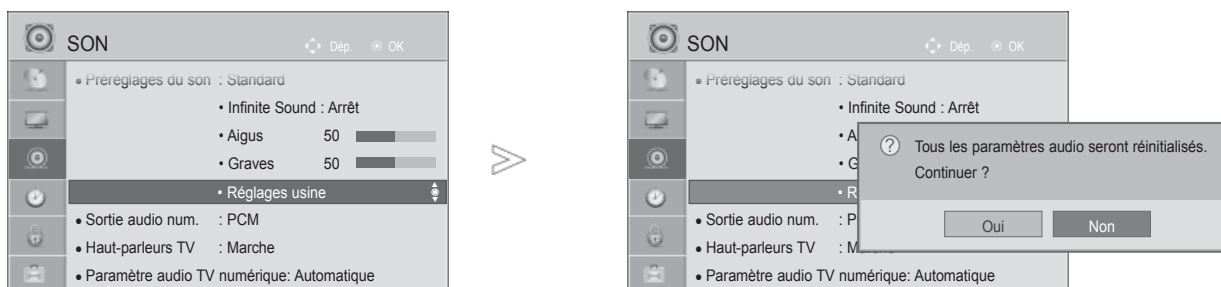 SON
Dép.
OK
• Préréglages du son : Standard
• Infinite Sound : Arrêt
• Aigus 50
• Graves 50
• Réglages usine
• Sortie audio num. : PCM
• Haut-parleurs TV : Marche
• Paramètre audio TV numérique: Automatique
SON
Dép.
OK
• Préréglages du son : Standard
• Infinite Sound : Arrêt
• A
• G
• R
• Sortie audio num. : P
• Haut-parleurs TV : M
• Paramètre audio TV numérique: Automatique
? Tous les paramètres audio seront réinitialisés.
Continuer ?
Oui
Non